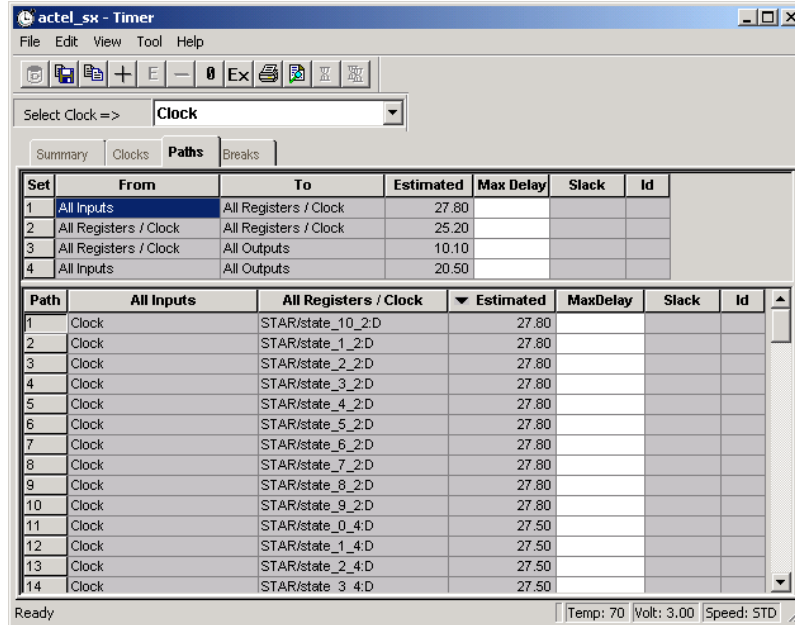 actel_sx - Timer
File Edit View Tool Help
E 0 Ex
Select Clock => Clock
Summary Clocks Paths Breaks
Set From To Estimated Max Delay Slack Id
1 All Inputs All Registers / Clock 27.80
2 All Registers / Clock All Registers / Clock 25.20
3 All Registers / Clock All Outputs 10.10
4 All Inputs All Outputs 20.50
Path All Inputs All Registers / Clock Estimated MaxDelay Slack Id
1 Clock STAR/state_10_2:D 27.80
2 Clock STAR/state_1_2:D 27.80
3 Clock STAR/state_2_2:D 27.80
4 Clock STAR/state_3_2:D 27.80
5 Clock STAR/state_4_2:D 27.80
6 Clock STAR/state_5_2:D 27.80
7 Clock STAR/state_6_2:D 27.80
8 Clock STAR/state_7_2:D 27.80
9 Clock STAR/state_8_2:D 27.80
10 Clock STAR/state_9_2:D 27.80
11 Clock STAR/state_0_4:D 27.50
12 Clock STAR/state_1_4:D 27.50
13 Clock STAR/state_2_4:D 27.50
14 Clock STAR/state_3_4:D 27.50
Ready Temp: 70 Volt: 3.00 Speed: STD